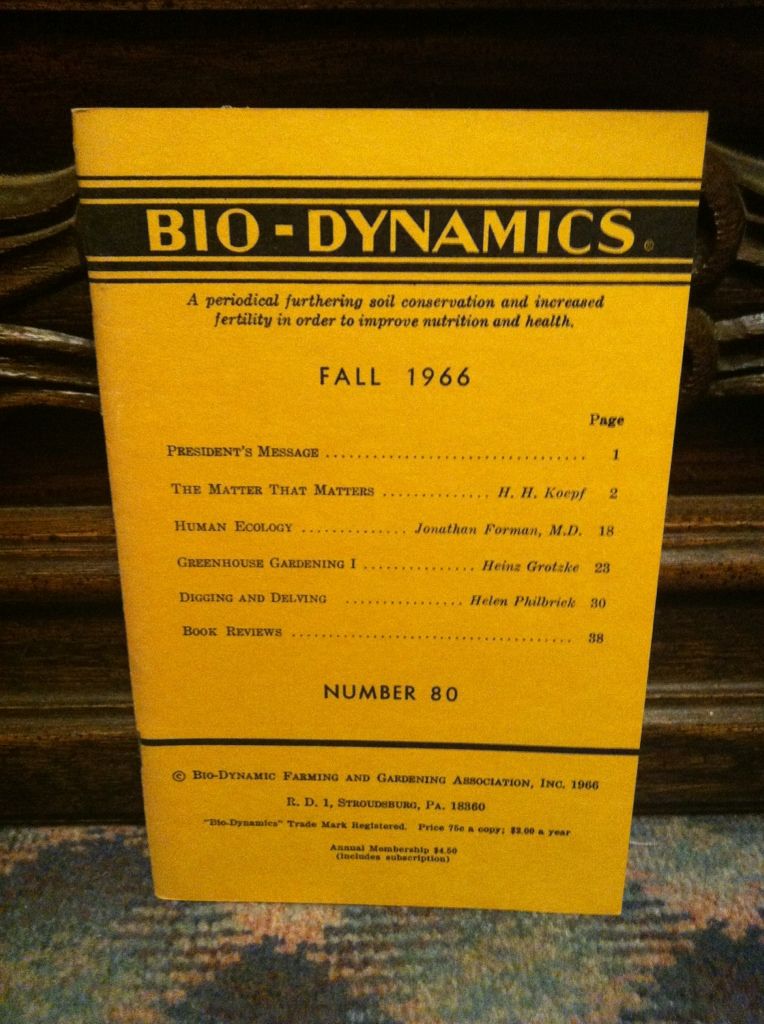 BIO-DYNAMICS®
A periodical furthering soil conservation and increased
fertility in order to improve nutrition and health.
FALL 1966
Page
PRESIDENT'S MESSAGE ................................. 1
THE MATTER THAT MATTERS .............. H. H. Koepf 2
HUMAN ECOLOGY .............. Jonathan Forman, M.D. 18
GREENHOUSE GARDENING I ............... Heinz Grotzke 23
DIGGING AND DELVING ................ Helen Philbrick 30
BOOK REVIEWS .................................... 38
NUMBER 80
© BIO-DYNAMIC FARMING AND GARDENING ASSOCIATION, INC. 1966
R. D. 1, STROUDSBURG, PA. 18360
"Bio-Dynamics" Trade Mark Registered. Price 75c a copy; $2.00 a year
Annual Membership $4.50
(includes subscription)